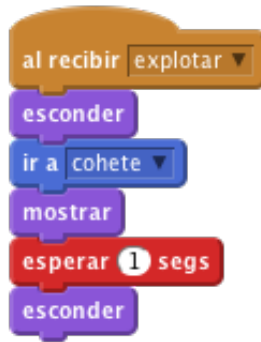 al recibir explotar
esconder
ir a cohete
mostrar
esperar 1 segs
esconder